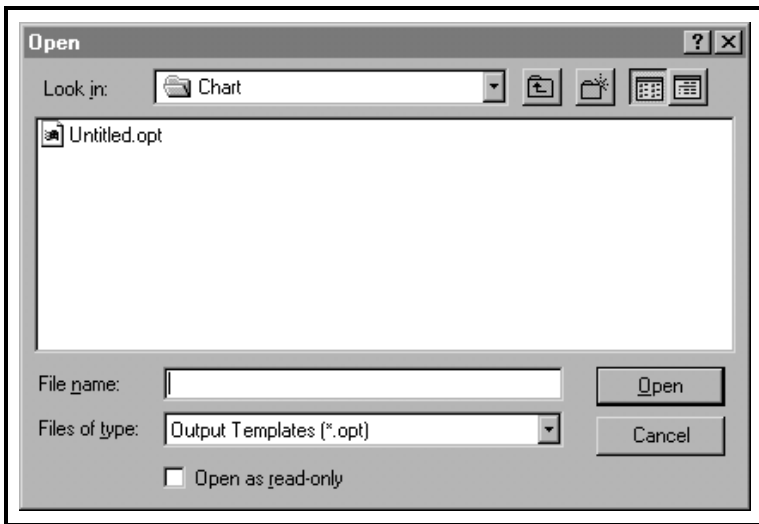 Open
Look in: Chart
Untitled.opt
File name: Open
Files of type: Output Templates (*.opt) Cancel
Open as read-only